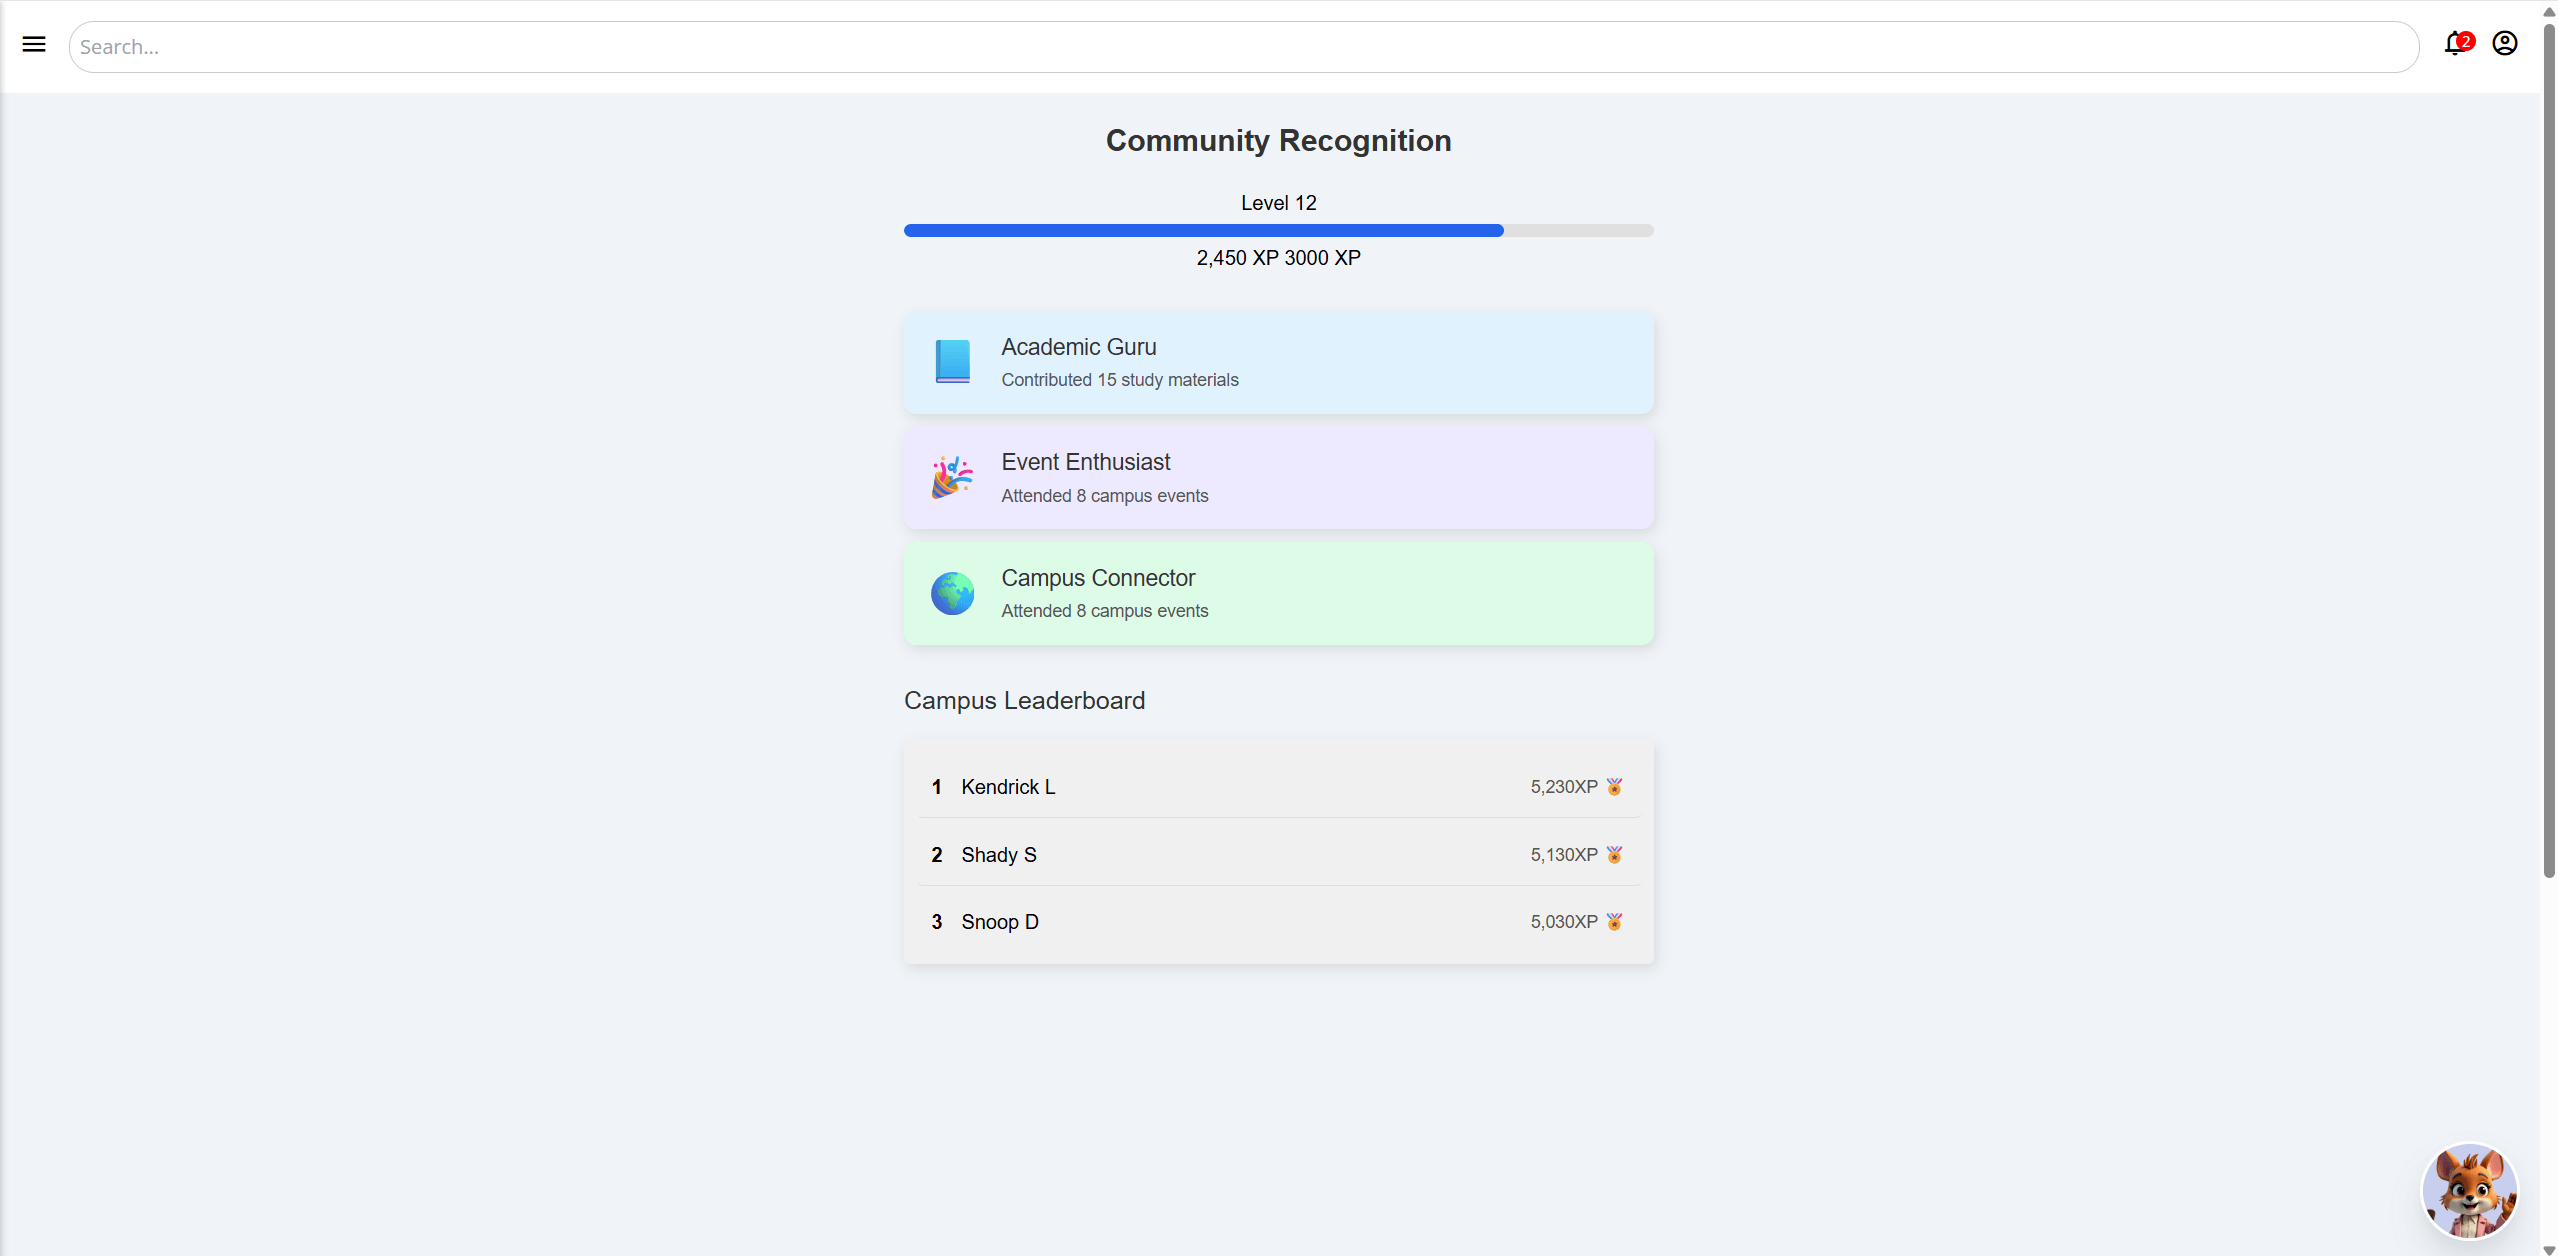 Search...
2
Community Recognition
Level 12
2,450 XP 3000 XP
Academic Guru
Contributed 15 study materials
Event Enthusiast
Attended 8 campus events
Campus Connector
Attended 8 campus events
Campus Leaderboard
1 Kendrick L 5,230XP
2 Shady S 5,130XP
3 Snoop D 5,030XP